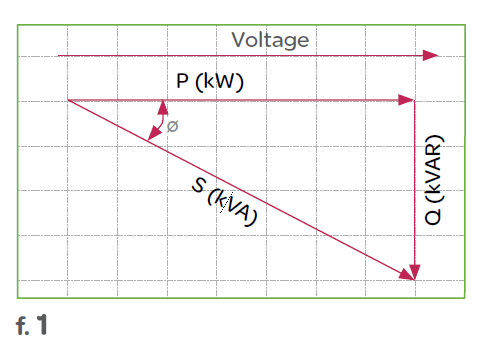 Voltage
P (kW)
ø
S (kVA)
Q (kVAR)
f. 1